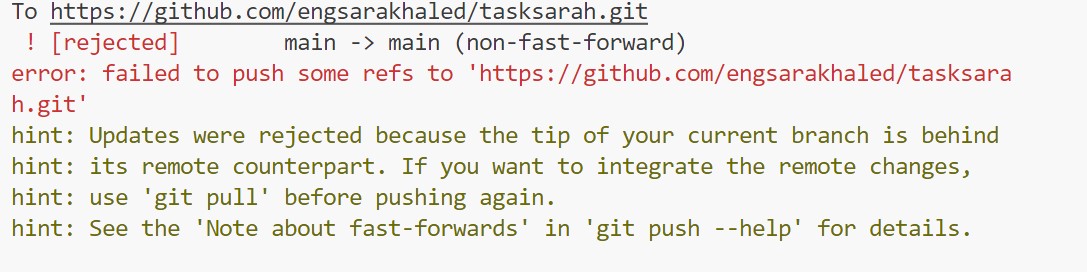 To https://github.com/engsarakhaled/tasksarah.git
 ! [rejected]        main -> main (non-fast-forward)
error: failed to push some refs to 'https://github.com/engsarakhaled/tasksara
h.git'
hint: Updates were rejected because the tip of your current branch is behind
hint: its remote counterpart. If you want to integrate the remote changes,
hint: use 'git pull' before pushing again.
hint: See the 'Note about fast-forwards' in 'git push --help' for details.